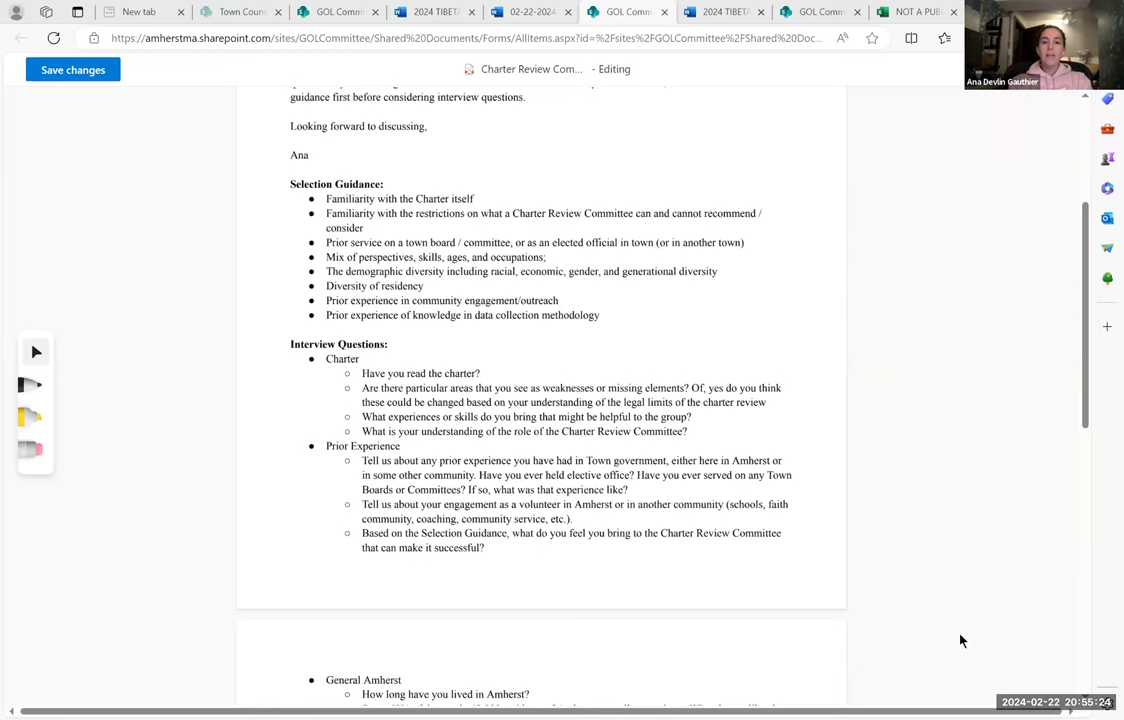 New tab
Town Counc
GOL Commi
2024 TIBETA
02-22-2024
GOL Comm
2024 TIBETA
GOL Comm
NOT A PUBL
https://amherstma.sharepoint.com/sites/GOLCommittee/Shared%20Documents/Forms/AllItems.aspx?id=%2Fsites%2FGOLCommittee%2FShared%20Doc...
Save changes
Charter Review Com... - Editing
Ana Devlin Gauthier
guidance first before considering interview questions.
Looking forward to discussing,
Ana
Selection Guidance:
● Familiarity with the Charter itself
● Familiarity with the restrictions on what a Charter Review Committee can and cannot recommend /
consider
● Prior service on a town board / committee, or as an elected official in town (or in another town)
● Mix of perspectives, skills, ages, and occupations;
● The demographic diversity including racial, economic, gender, and generational diversity
● Diversity of residency
● Prior experience in community engagement/outreach
● Prior experience of knowledge in data collection methodology
Interview Questions:
● Charter
○ Have you read the charter?
○ Are there particular areas that you see as weaknesses or missing elements? Of, yes do you think
these could be changed based on your understanding of the legal limits of the charter review
○ What experiences or skills do you bring that might be helpful to the group?
○ What is your understanding of the role of the Charter Review Committee?
● Prior Experience
○ Tell us about any prior experience you have had in Town government, either here in Amherst or
in some other community. Have you ever held elective office? Have you ever served on any Town
Boards or Committees? If so, what was that experience like?
○ Tell us about your engagement as a volunteer in Amherst or in another community (schools, faith
community, coaching, community service, etc.).
○ Based on the Selection Guidance, what do you feel you bring to the Charter Review Committee
that can make it successful?
● General Amherst
○ How long have you lived in Amherst?
2024-02-22 20:55:24